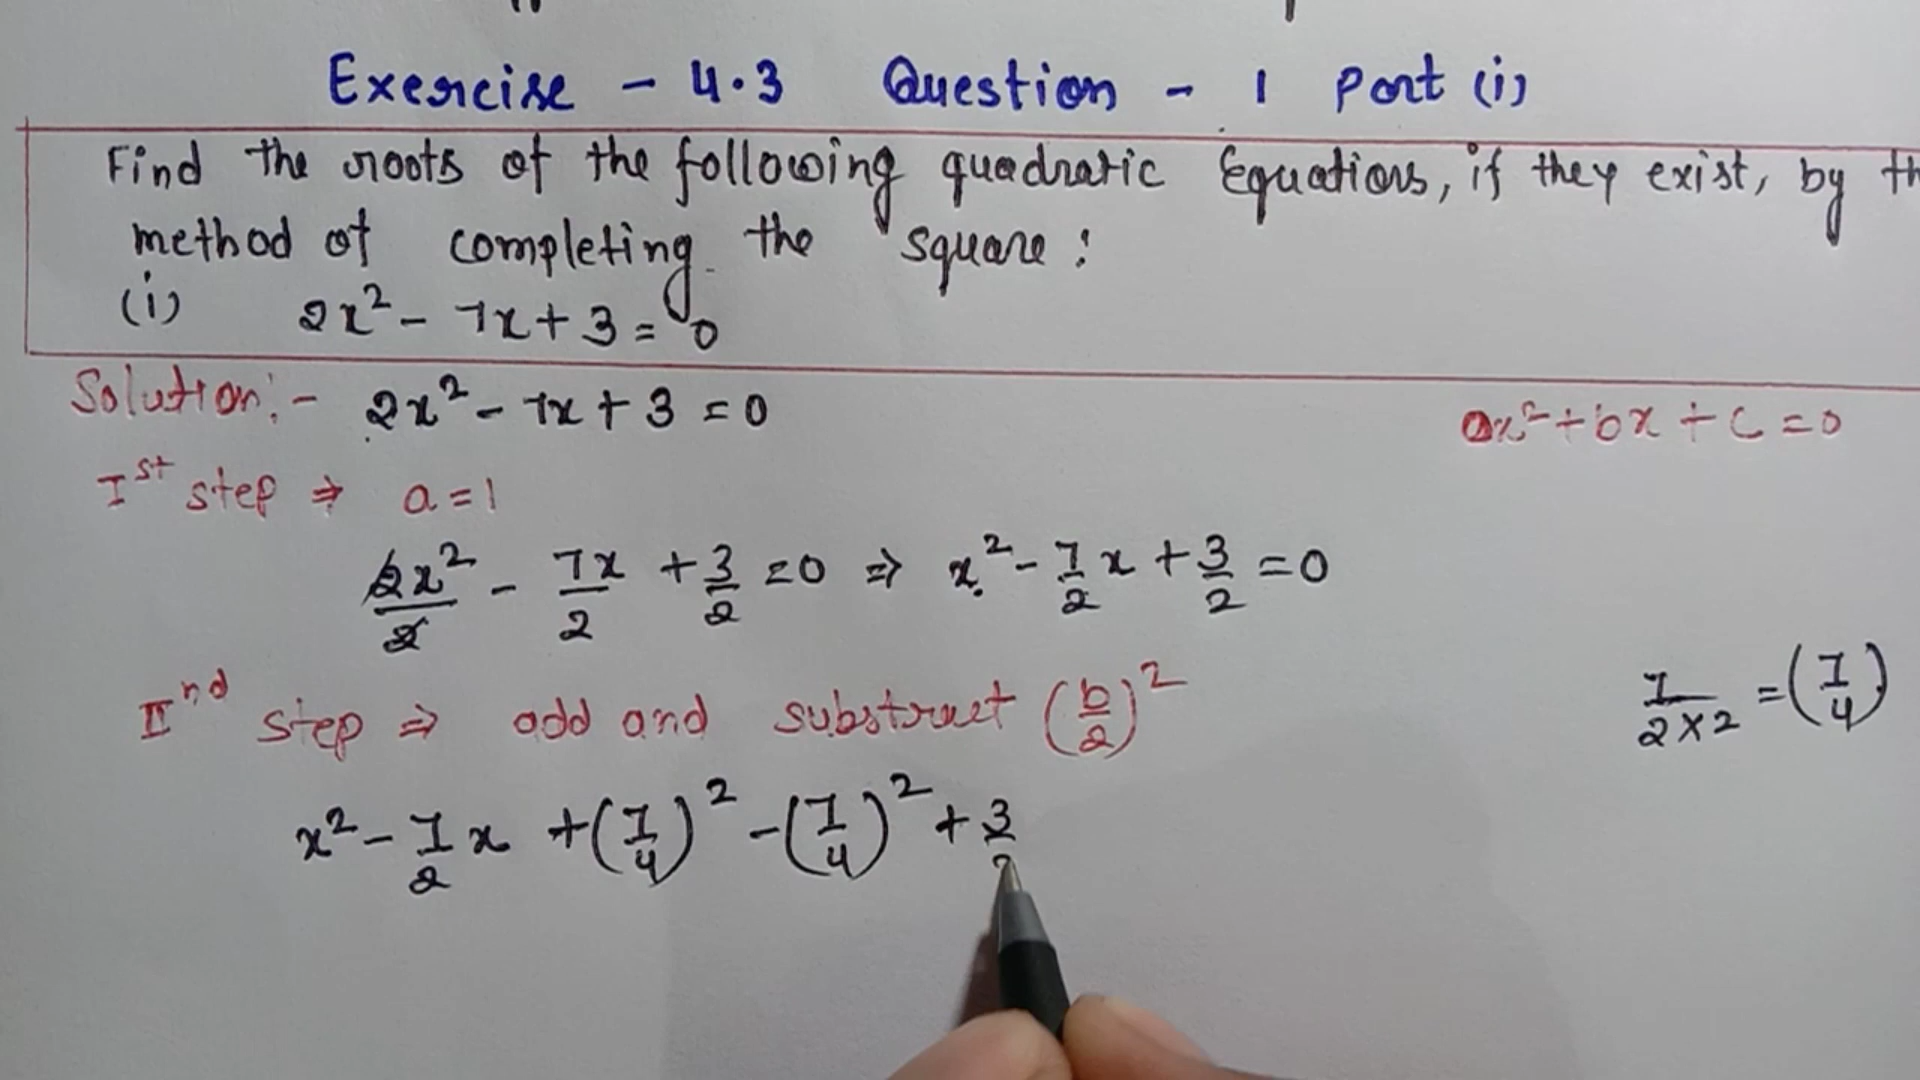 Exercise - 4.3 Question - 1 Part (i)
Find the roots of the following quadratic Equations, if they exist, by th
method of completing the square:
(i) 2x² - 7x + 3 = 0
Solution:- 2x² - 7x + 3 = 0
ax² + bx + c = 0
Iˢᵗ step ⇒ a = 1
2x²/2 - 7x/2 + 3/2 = 0 ⇒ x² - 7/2 x + 3/2 = 0
IIⁿᵈ step ⇒ add and substract (b/2)²
7/2×2 = (7/4)
x² - 7/2 x + (7/4)² - (7/4)² + 3/2